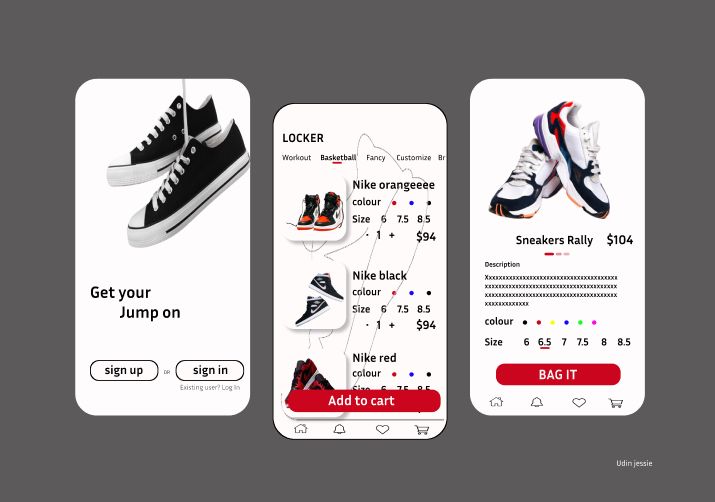 Get your
Jump on
sign up OR sign in
Existing user? Log In
LOCKER
Workout Basketball Fancy Customize Br
Nike orangeeee
colour
Size 6 7.5 8.5
· 1 +
$94
Nike black
colour
Size 6 7.5 8.5
· 1 +
$94
Nike red
colour
Size 6 7.5 8.5
Add to cart
Sneakers Rally $104
Description
colour
Size 6 6.5 7 7.5 8 8.5
BAG IT
Udin jessie